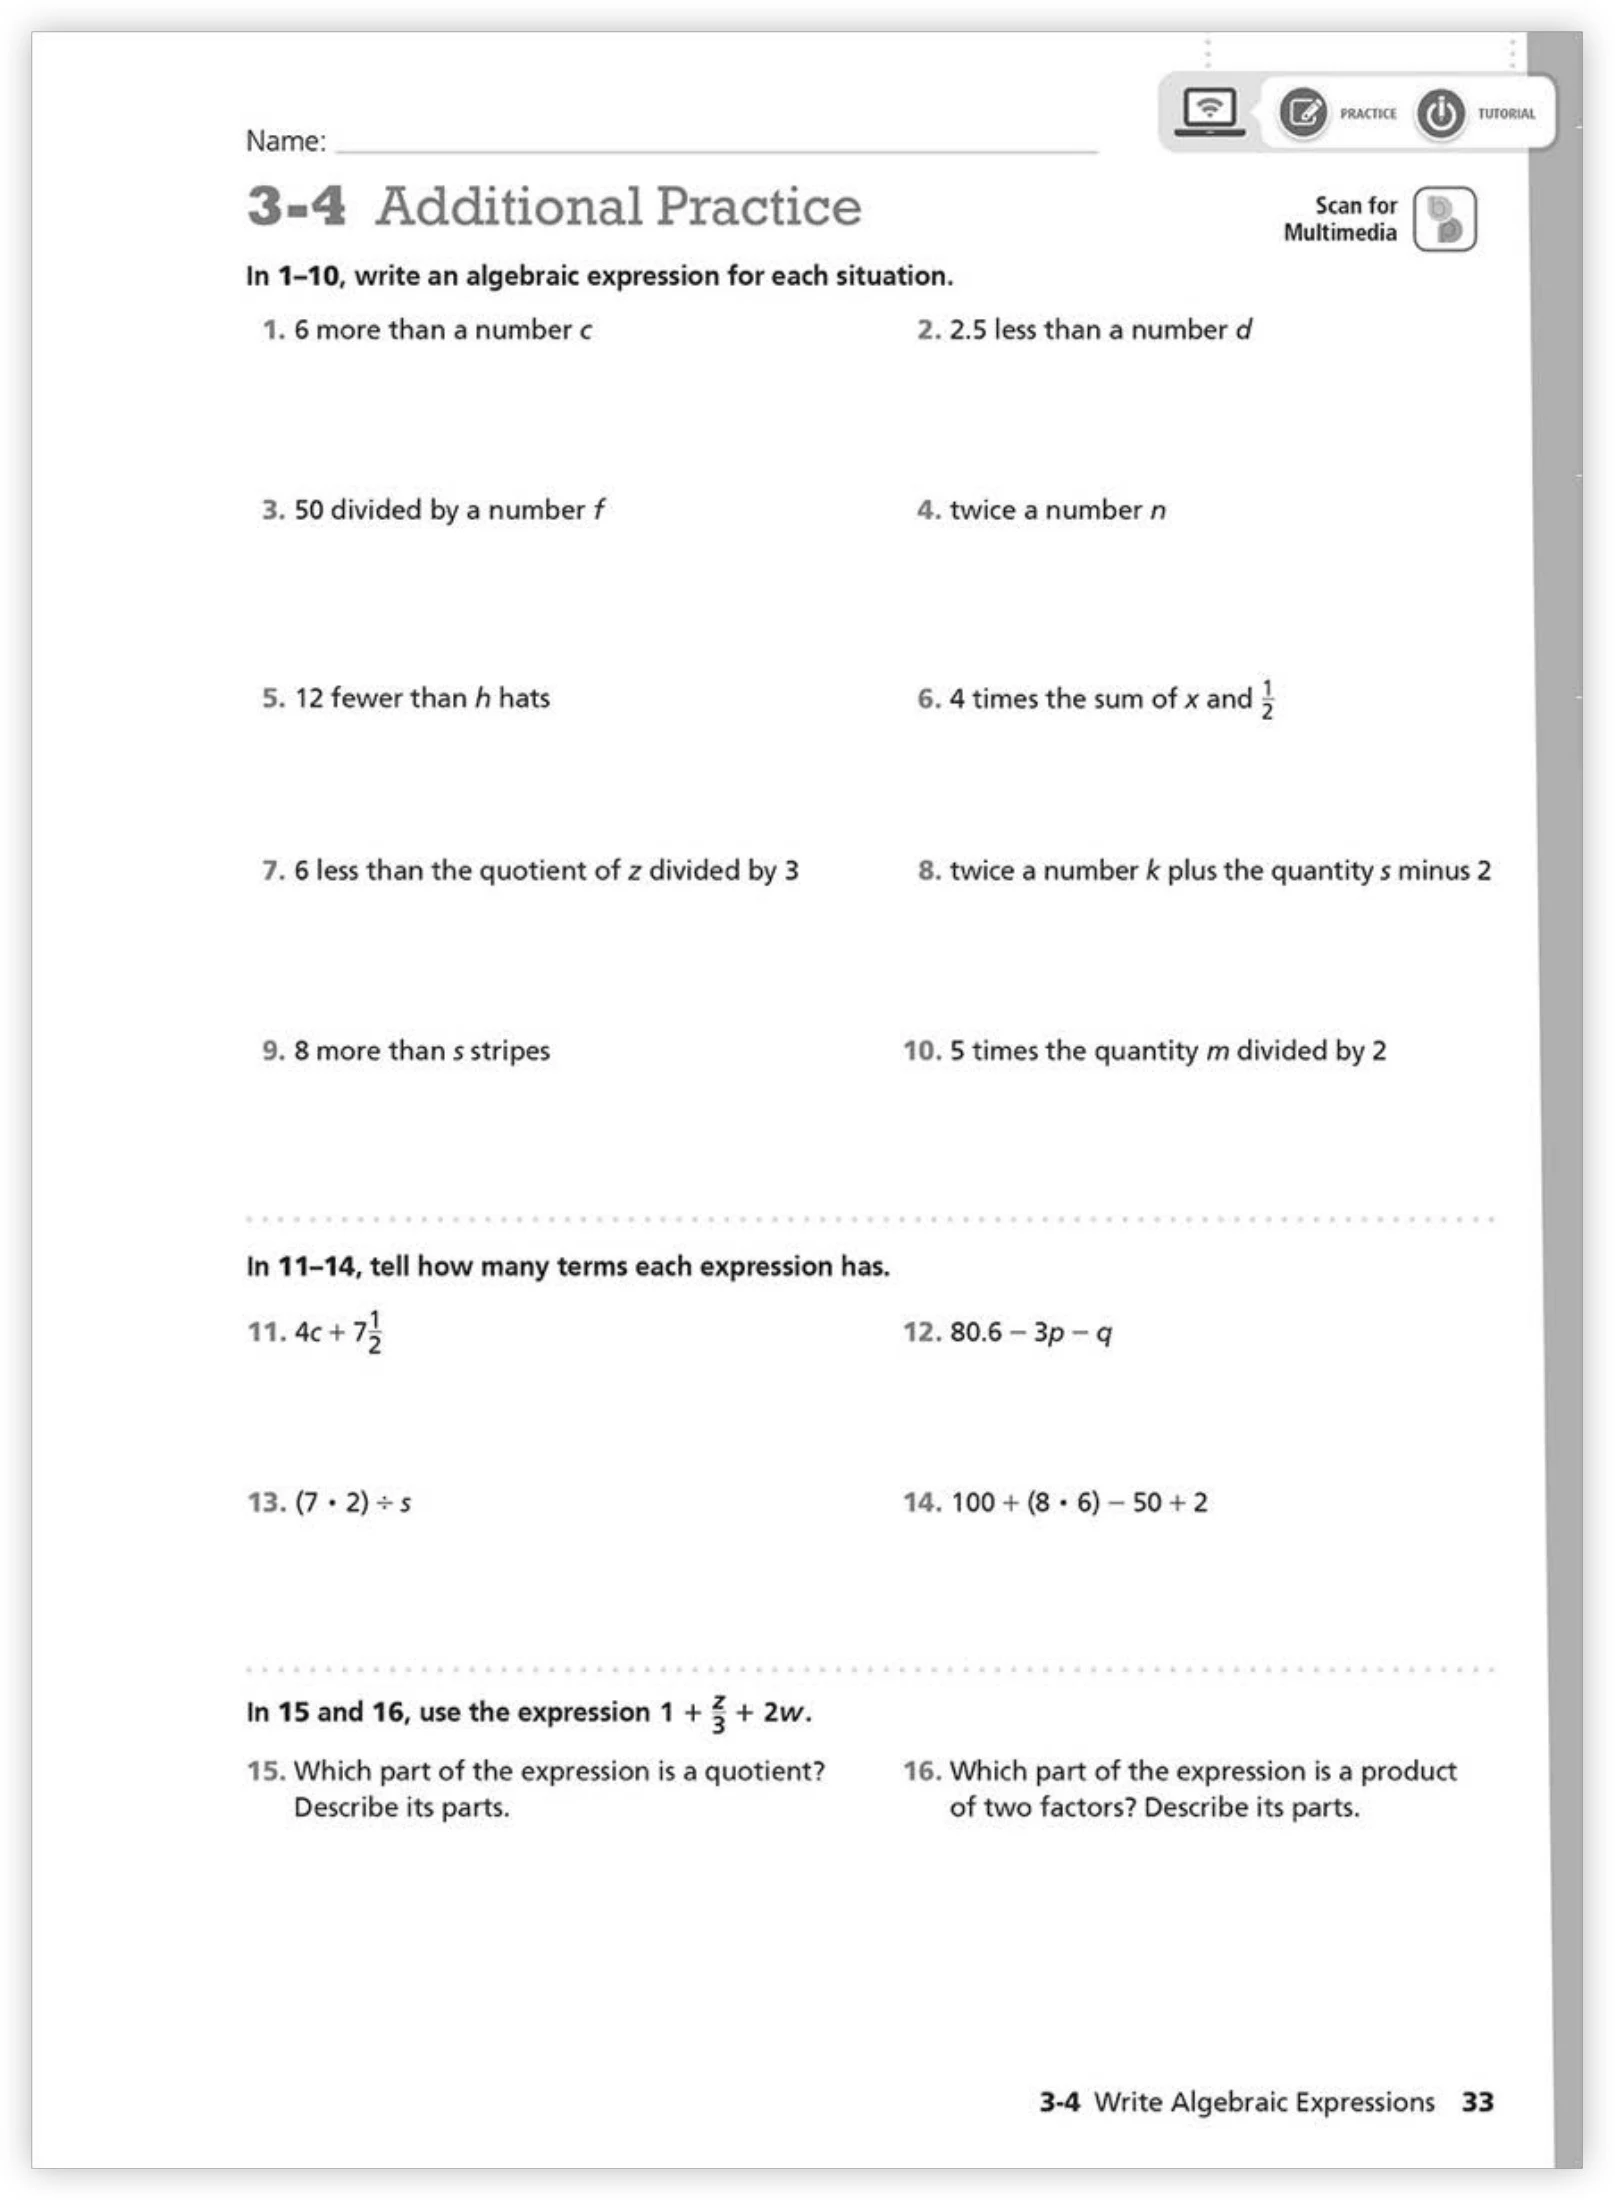 PRACTICE
TUTORIAL
Name:
3-4 Additional Practice
Scan for
Multimedia
In 1–10, write an algebraic expression for each situation.
1. 6 more than a number c
2. 2.5 less than a number d
3. 50 divided by a number f
4. twice a number n
5. 12 fewer than h hats
6. 4 times the sum of x and 1/2
7. 6 less than the quotient of z divided by 3
8. twice a number k plus the quantity s minus 2
9. 8 more than s stripes
10. 5 times the quantity m divided by 2
In 11–14, tell how many terms each expression has.
11. 4c + 7 1/2
12. 80.6 − 3p − q
13. (7 • 2) ÷ s
14. 100 + (8 • 6) − 50 + 2
In 15 and 16, use the expression 1 + z/3 + 2w.
15. Which part of the expression is a quotient?
Describe its parts.
16. Which part of the expression is a product
of two factors? Describe its parts.
3-4 Write Algebraic Expressions 33